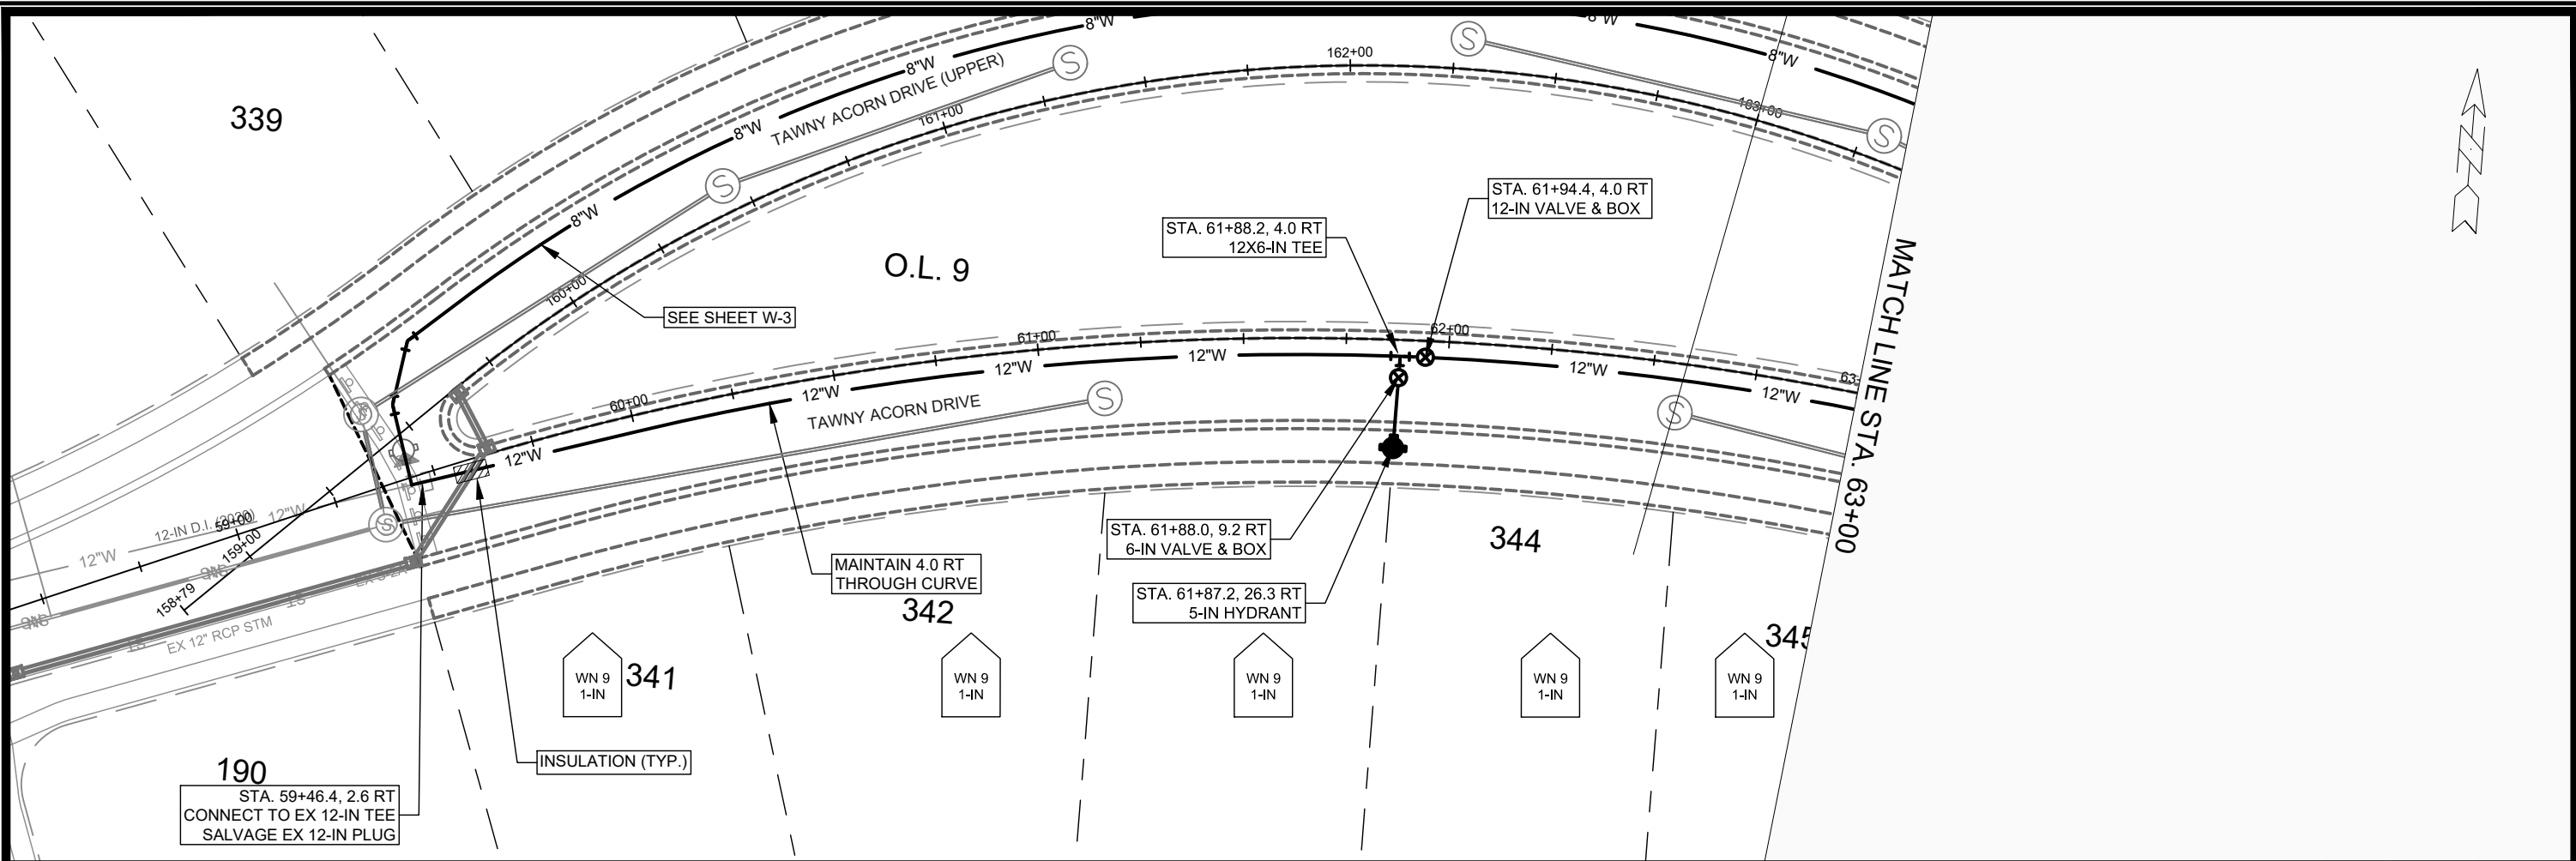 8"W
8"W
8"W
8"W
8"W
8"W
8"W
TAWNY ACORN DRIVE (UPPER)
162+00
161+00
163+00
160+00
339
S
S
S
S
N
STA. 61+94.4, 4.0 RT
12-IN VALVE & BOX
STA. 61+88.2, 4.0 RT
12X6-IN TEE
O.L. 9
SEE SHEET W-3
MATCH LINE STA. 63+00
61+00
62+00
63+
60+00
12"W
12"W
12"W
12"W
12"W
12"W
TAWNY ACORN DRIVE
S
S
S
12-IN D.I. (2020)
12"W
12"W
59+00
159+00
158+79
EX 12" RCP STM
STA. 61+88.0, 9.2 RT
6-IN VALVE & BOX
344
MAINTAIN 4.0 RT
THROUGH CURVE
STA. 61+87.2, 26.3 RT
5-IN HYDRANT
342
341
345
WN 9
1-IN
WN 9
1-IN
WN 9
1-IN
WN 9
1-IN
WN 9
1-IN
INSULATION (TYP.)
190
STA. 59+46.4, 2.6 RT
CONNECT TO EX 12-IN TEE
SALVAGE EX 12-IN PLUG